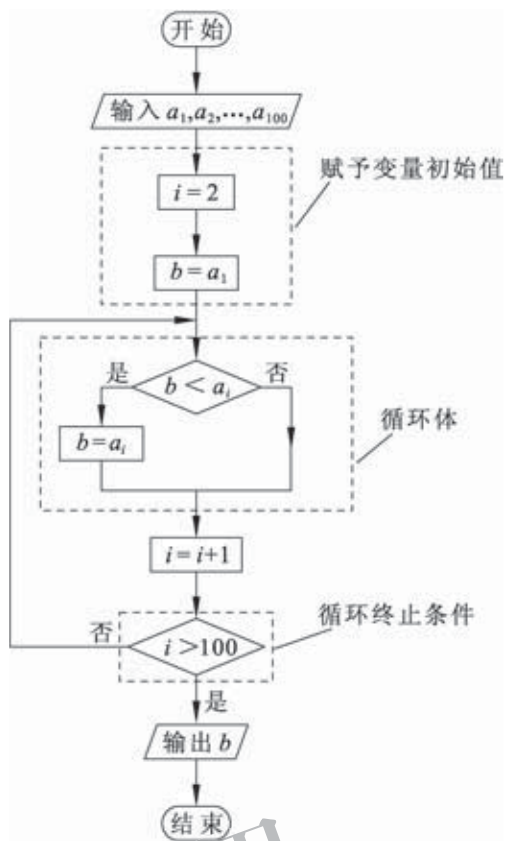 开始
输入 a₁,a₂,…,a₁₀₀
赋予变量初始值
i=2
b=a₁
是
b＜aᵢ
否
b=aᵢ
循环体
i=i+1
循环终止条件
否
i＞100
是
输出 b
结束